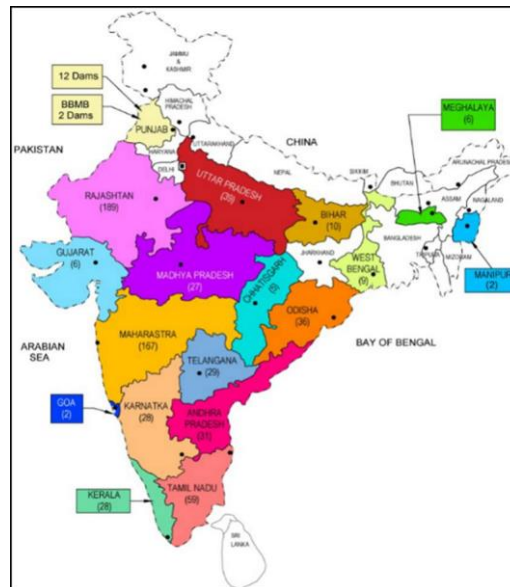 JAMMU
&
KASHMIR
12 Dams
HIMACHAL
PRADESH
BBMB
2 Dams
PUNJAB
MEGHALAYA
(6)
UTTARAKHAND
CHINA
PAKISTAN
HARYANA
DELHI
NEPAL
SIKKIM
BHUTAN
ARUNACHAL PRADESH
ASSAM
NAGALAND
UTTAR PRADESH
(39)
RAJASHTAN
(189)
BIHAR
(10)
BANGLADESH
GUJARAT
(6)
MADHYA PRADESH
(27)
JHARKHAND
WEST
BENGAL
(9)
TRIPURA
MIZORAM
MANIPUR
(2)
CHHATISGARH
(5)
ODISHA
(36)
MAHARASTRA
(167)
ARABIAN
SEA
BAY OF BENGAL
TELANGANA
(29)
GOA
(2)
KARNATKA
(28)
ANDHRA
PRADESH
(31)
KERALA
(28)
TAMIL NADU
(59)
SRI
LANKA